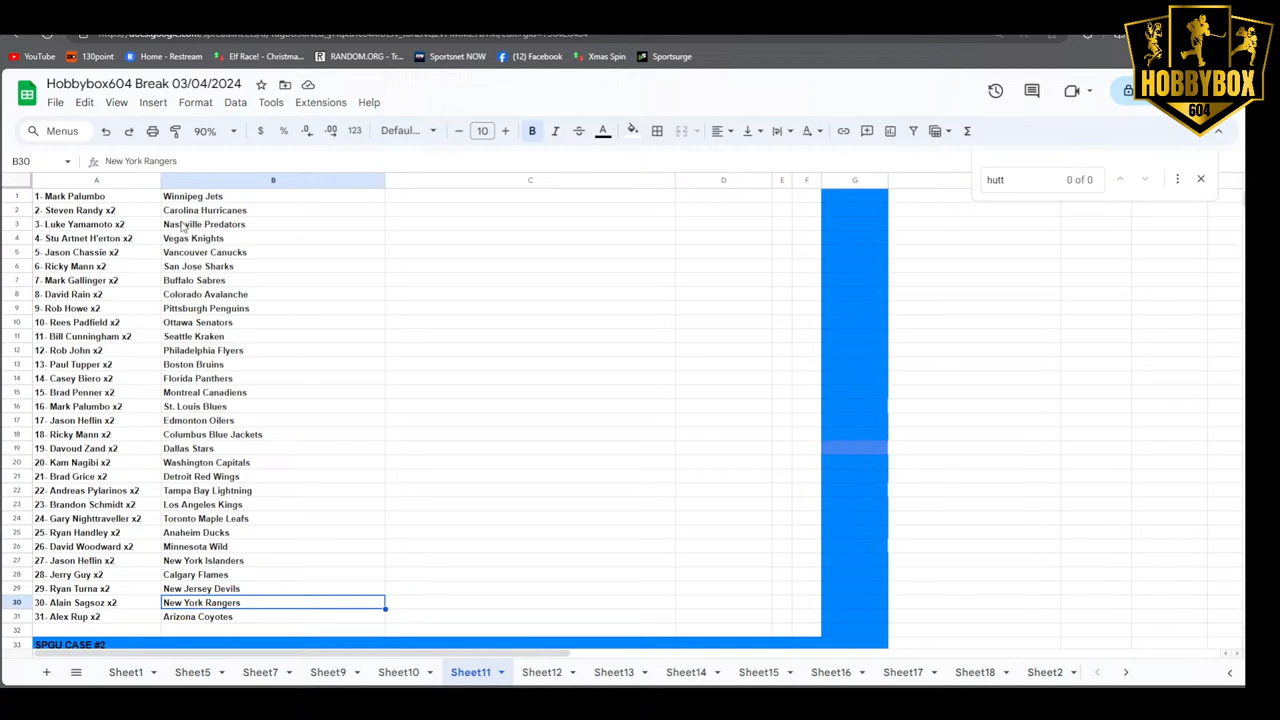 YouTube 130point Home - Restream Elf Race! - Christma... RANDOM.ORG - Tr... Sportsnet NOW (12) Facebook Xmas Spin Sportsurge
HOBBYBOX
604
Hobbybox604 Break 03/04/2024
File Edit View Insert Format Data Tools Extensions Help
Menus 90% $ % .0 .00 123 Defaul... 10 B I A
B30 fx New York Rangers
hutt 0 of 0
A B C D E F G
1 1- Mark Palumbo Winnipeg Jets
2 2- Steven Randy x2 Carolina Hurricanes
3 3- Luke Yamamoto x2 Nashville Predators
4 4- Stu Artnet H'erton x2 Vegas Knights
5 5- Jason Chassie x2 Vancouver Canucks
6 6- Ricky Mann x2 San Jose Sharks
7 7- Mark Gallinger x2 Buffalo Sabres
8 8- David Rain x2 Colorado Avalanche
9 9- Rob Howe x2 Pittsburgh Penguins
10 10- Rees Padfield x2 Ottawa Senators
11 11- Bill Cunningham x2 Seattle Kraken
12 12- Rob John x2 Philadelphia Flyers
13 13- Paul Tupper x2 Boston Bruins
14 14- Casey Biero x2 Florida Panthers
15 15- Brad Penner x2 Montreal Canadiens
16 16- Mark Palumbo x2 St. Louis Blues
17 17- Jason Heflin x2 Edmonton Oilers
18 18- Ricky Mann x2 Columbus Blue Jackets
19 19- Davoud Zand x2 Dallas Stars
20 20- Kam Nagibi x2 Washington Capitals
21 21- Brad Grice x2 Detroit Red Wings
22 22- Andreas Pylarinos x2 Tampa Bay Lightning
23 23- Brandon Schmidt x2 Los Angeles Kings
24 24- Gary Nighttraveller x2 Toronto Maple Leafs
25 25- Ryan Handley x2 Anaheim Ducks
26 26- David Woodward x2 Minnesota Wild
27 27- Jason Heflin x2 New York Islanders
28 28- Jerry Guy x2 Calgary Flames
29 29- Ryan Turna x2 New Jersey Devils
30 30- Alain Sagsoz x2 New York Rangers
31 31- Alex Rup x2 Arizona Coyotes
32
33 SPGU CASE #2
Sheet1 Sheet5 Sheet7 Sheet9 Sheet10 Sheet11 Sheet12 Sheet13 Sheet14 Sheet15 Sheet16 Sheet17 Sheet18 Sheet2